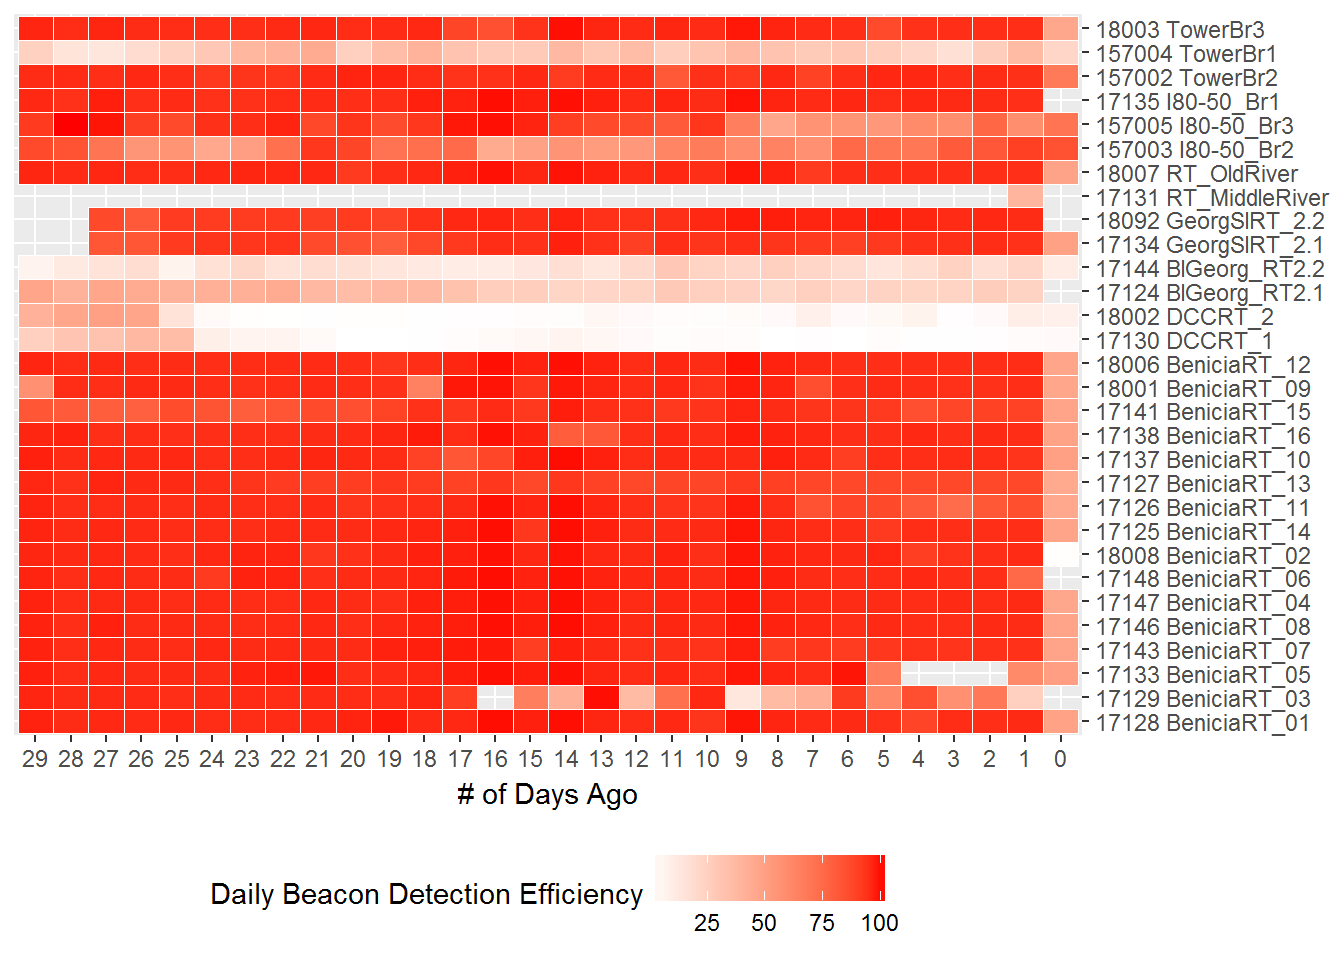 18003 TowerBr3
157004 TowerBr1
157002 TowerBr2
17135 I80-50_Br1
157005 I80-50_Br3
157003 I80-50_Br2
18007 RT_OldRiver
17131 RT_MiddleRiver
18092 GeorgSlRT_2.2
17134 GeorgSlRT_2.1
17144 BlGeorg_RT2.2
17124 BlGeorg_RT2.1
18002 DCCRT_2
17130 DCCRT_1
18006 BeniciaRT_12
18001 BeniciaRT_09
17141 BeniciaRT_15
17138 BeniciaRT_16
17137 BeniciaRT_10
17127 BeniciaRT_13
17126 BeniciaRT_11
17125 BeniciaRT_14
18008 BeniciaRT_02
17148 BeniciaRT_06
17147 BeniciaRT_04
17146 BeniciaRT_08
17143 BeniciaRT_07
17133 BeniciaRT_05
17129 BeniciaRT_03
17128 BeniciaRT_01
29 28 27 26 25 24 23 22 21 20 19 18 17 16 15 14 13 12 11 10 9 8 7 6 5 4 3 2 1 0
# of Days Ago
Daily Beacon Detection Efficiency
25 50 75 100